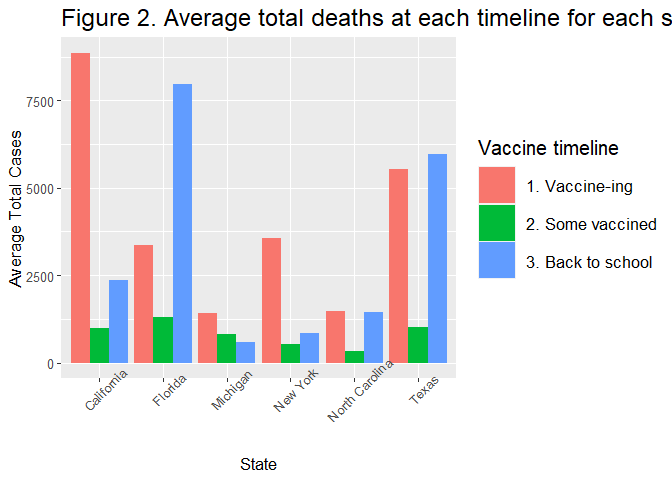 Figure 2. Average total deaths at each timeline for each s
Average Total Cases
7500
5000
2500
0
California
Florida
Michigan
New York
North Carolina
Texas
State
Vaccine timeline
1. Vaccine-ing
2. Some vaccined
3. Back to school